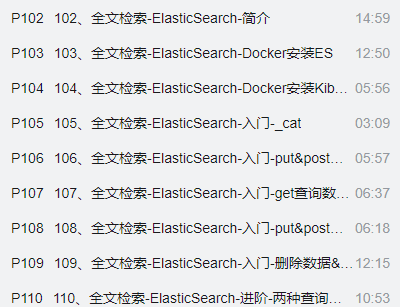 P102 102、全文检索-ElasticSearch-简介 14:59
P103 103、全文检索-ElasticSearch-Docker安装ES 12:50
P104 104、全文检索-ElasticSearch-Docker安装Kib... 05:56
P105 105、全文检索-ElasticSearch-入门-_cat 03:09
P106 106、全文检索-ElasticSearch-入门-put&post... 05:57
P107 107、全文检索-ElasticSearch-入门-get查询数... 06:37
P108 108、全文检索-ElasticSearch-入门-put&post... 06:18
P109 109、全文检索-ElasticSearch-入门-删除数据&... 12:15
P110 110、全文检索-ElasticSearch-进阶-两种查询... 10:53